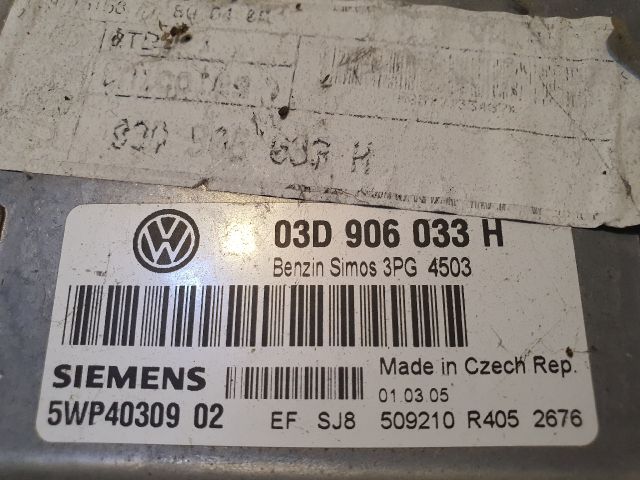 03D 906 033 H
Benzin Simos 3PG 4503
SIEMENS
Made in Czech Rep.
01.03.05
5WP40309 02
EF SJ8 509210 R405 2676